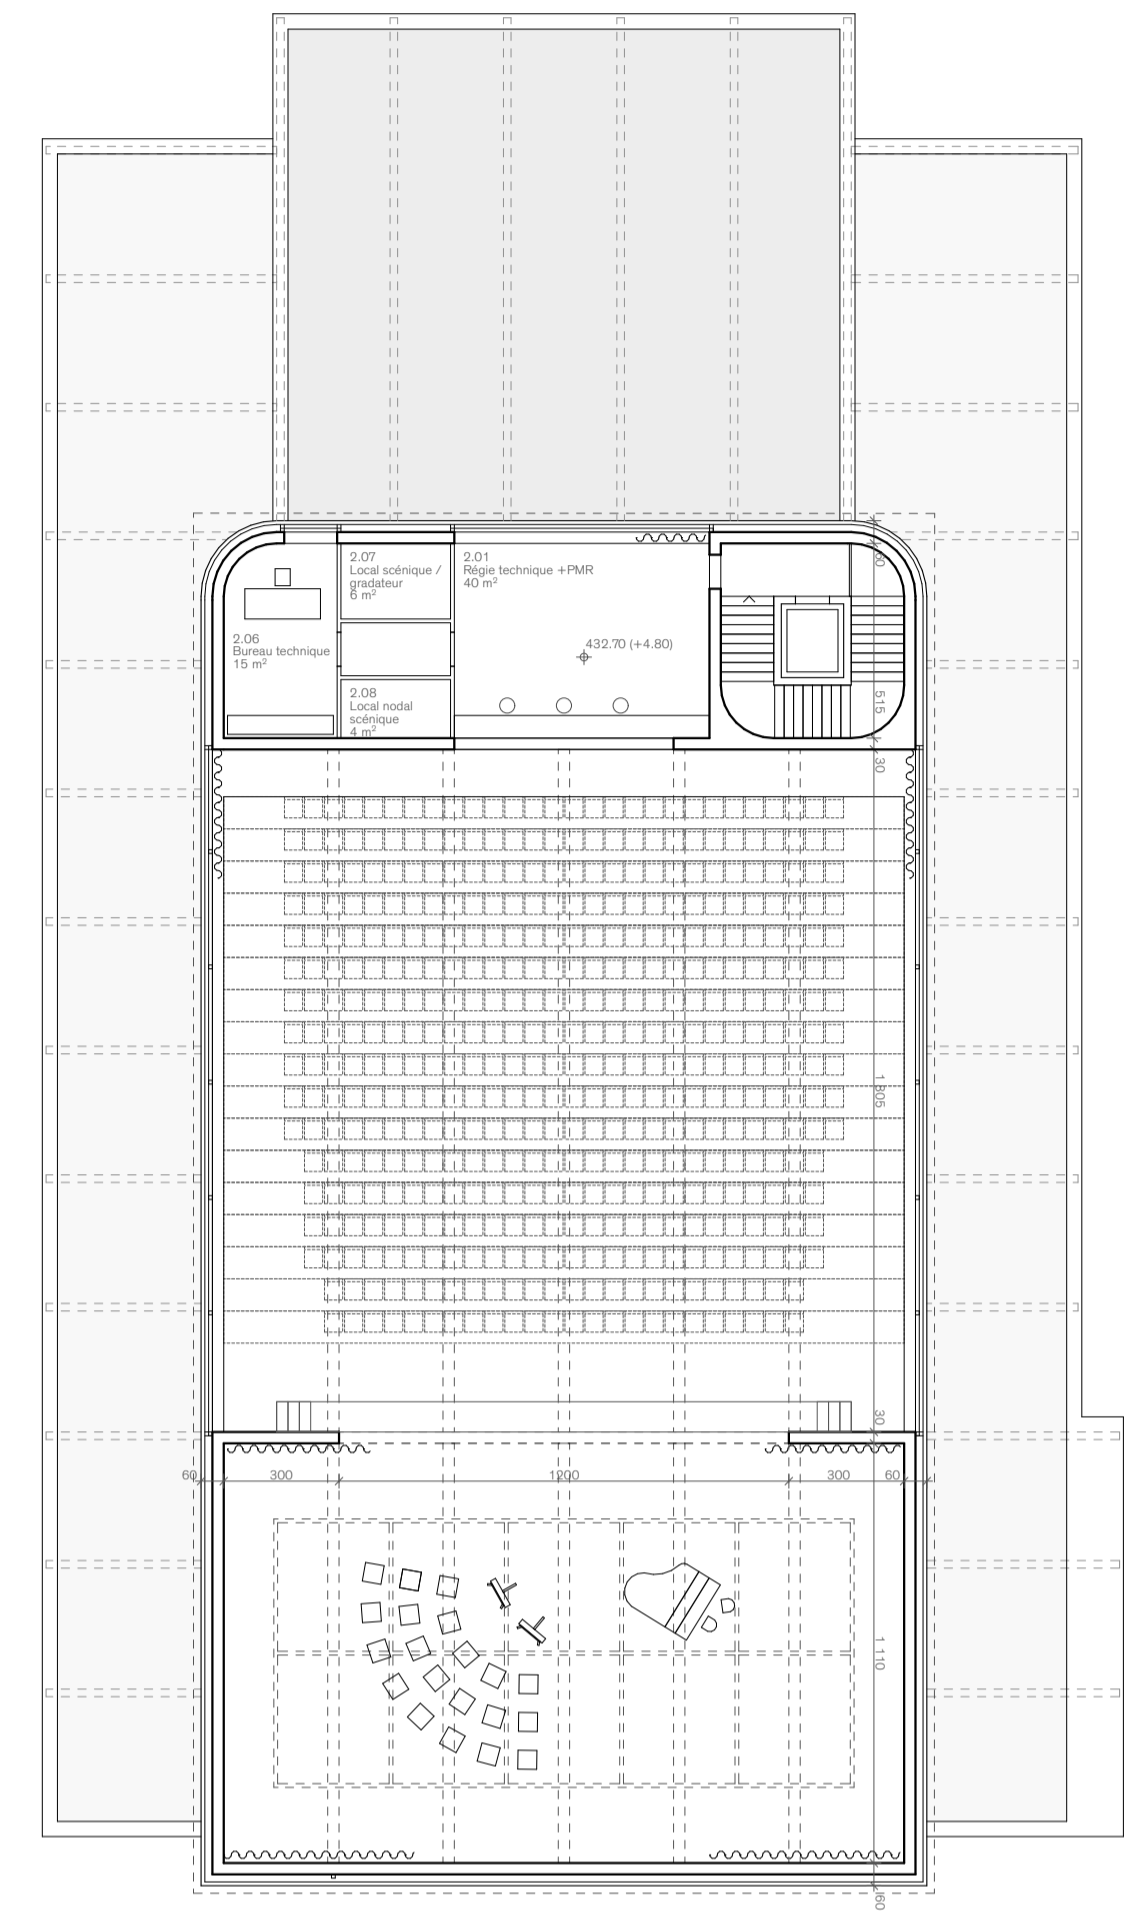 60
2.07
Local scénique /
gradateur
6 m²
2.01
Régie technique +PMR
40 m²
2.06
Bureau technique
15 m²
432.70 (+4.80)
2.08
Local nodal
scénique
4 m²
515
30
1805
30
60
300
1200
300
60
1110
60